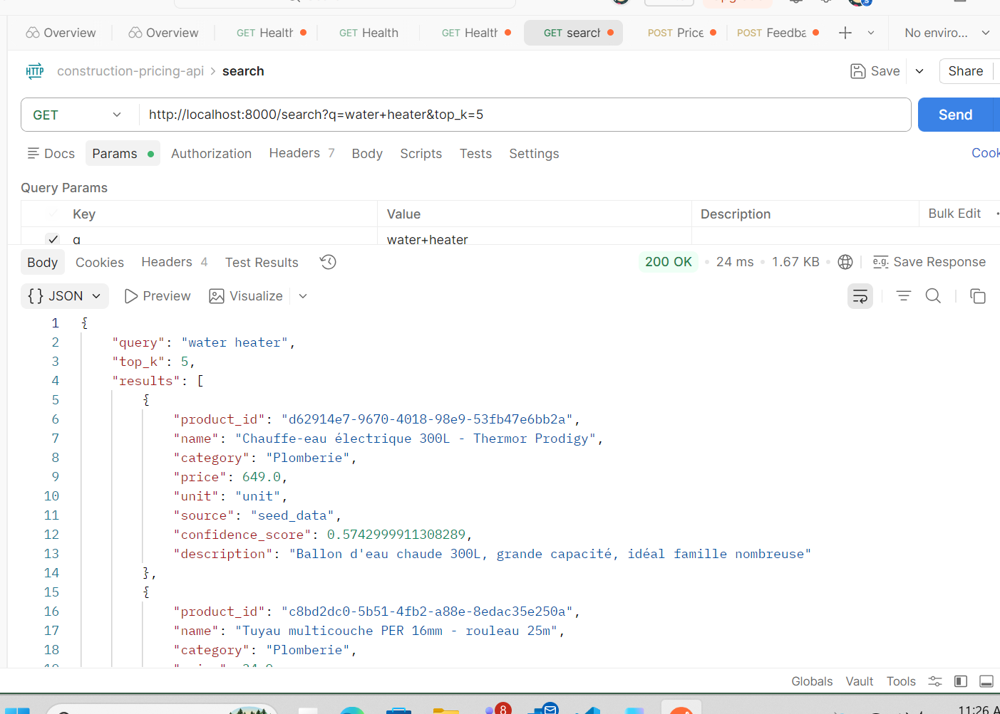 Overview
Overview
GET Health
GET Health
GET Health
GET search
POST Price
POST Feedba
No enviro...
HTTP construction-pricing-api > search
Save
Share
GET
http://localhost:8000/search?q=water+heater&top_k=5
Send
Docs
Params
Authorization
Headers 7
Body
Scripts
Tests
Settings
Cook
Query Params
Key Value Description Bulk Edit
q water+heater
Body
Cookies
Headers 4
Test Results
200 OK
24 ms
1.67 KB
e.g. Save Response
{} JSON
Preview
Visualize
1 {
2 "query": "water heater",
3 "top_k": 5,
4 "results": [
5 {
6 "product_id": "d62914e7-9670-4018-98e9-53fb47e6bb2a",
7 "name": "Chauffe-eau électrique 300L - Thermor Prodigy",
8 "category": "Plomberie",
9 "price": 649.0,
10 "unit": "unit",
11 "source": "seed_data",
12 "confidence_score": 0.5742999911308289,
13 "description": "Ballon d'eau chaude 300L, grande capacité, idéal famille nombreuse"
14 },
15 {
16 "product_id": "c8bd2dc0-5b51-4fb2-a88e-8edac35e250a",
17 "name": "Tuyau multicouche PER 16mm - rouleau 25m",
18 "category": "Plomberie",
Globals
Vault
Tools
8
11:26 A